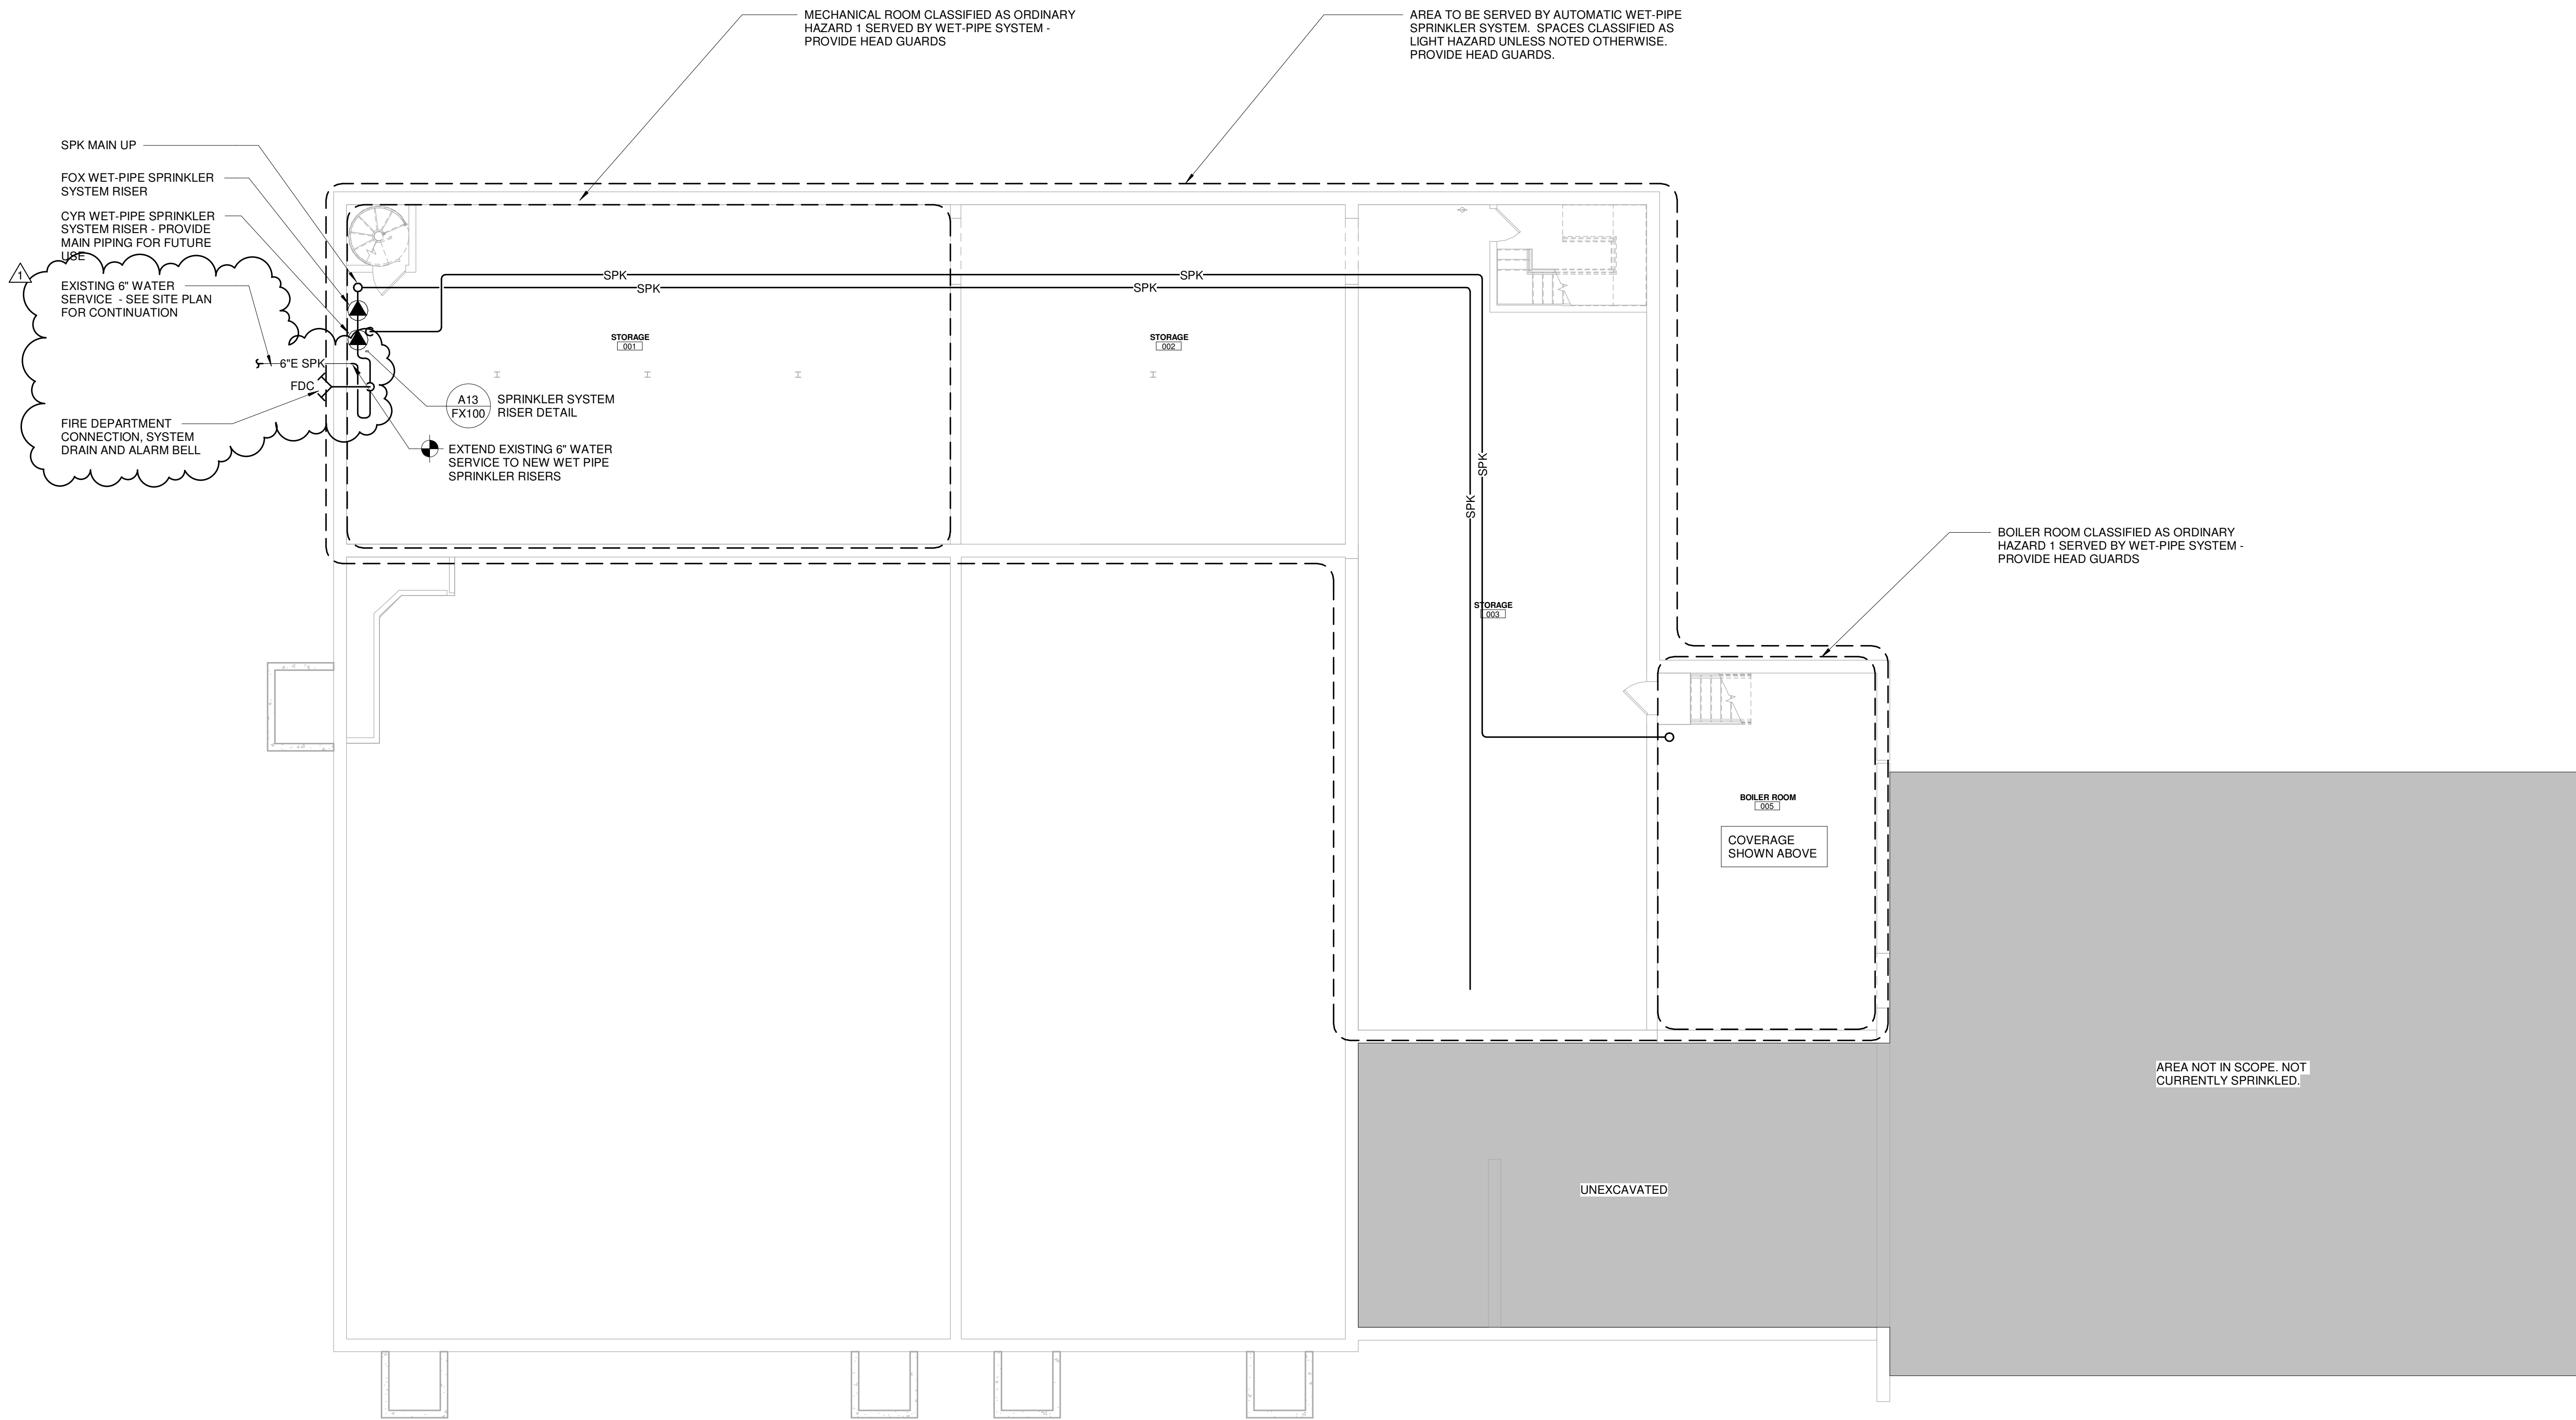 MECHANICAL ROOM CLASSIFIED AS ORDINARY
HAZARD 1 SERVED BY WET-PIPE SYSTEM -
PROVIDE HEAD GUARDS
AREA TO BE SERVED BY AUTOMATIC WET-PIPE
SPRINKLER SYSTEM. SPACES CLASSIFIED AS
LIGHT HAZARD UNLESS NOTED OTHERWISE.
PROVIDE HEAD GUARDS.
SPK MAIN UP
FOX WET-PIPE SPRINKLER
SYSTEM RISER
CYR WET-PIPE SPRINKLER
SYSTEM RISER - PROVIDE
MAIN PIPING FOR FUTURE
USE
1
EXISTING 6" WATER
SERVICE - SEE SITE PLAN
FOR CONTINUATION
6"E SPK
FDC
FIRE DEPARTMENT
CONNECTION, SYSTEM
DRAIN AND ALARM BELL
SPK
SPK
SPK
SPK
STORAGE
001
STORAGE
002
A13
FX100
SPRINKLER SYSTEM
RISER DETAIL
EXTEND EXISTING 6" WATER
SERVICE TO NEW WET PIPE
SPRINKLER RISERS
SPK
SPK
BOILER ROOM CLASSIFIED AS ORDINARY
HAZARD 1 SERVED BY WET-PIPE SYSTEM -
PROVIDE HEAD GUARDS
STORAGE
003
BOILER ROOM
005
COVERAGE
SHOWN ABOVE
AREA NOT IN SCOPE. NOT
CURRENTLY SPRINKLED.
UNEXCAVATED